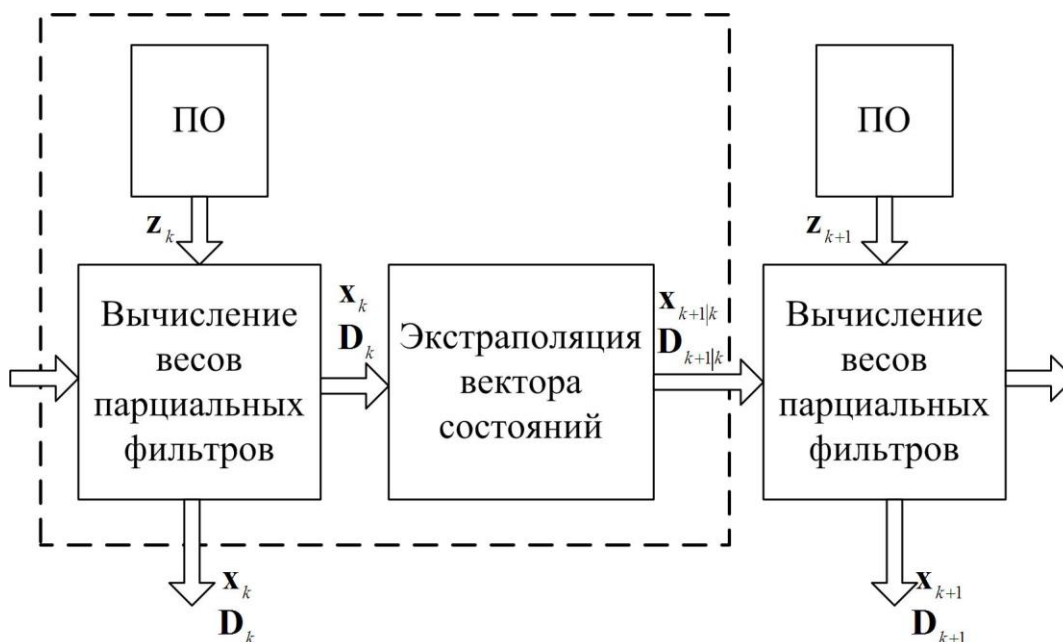 ПО
ПО
z_k
z_{k+1}
Вычисление
весов
парциальных
фильтров
x_k
D_k
Экстраполяция
вектора
состояний
x_{k+1|k}
D_{k+1|k}
Вычисление
весов
парциальных
фильтров
x_k
D_k
x_{k+1}
D_{k+1}